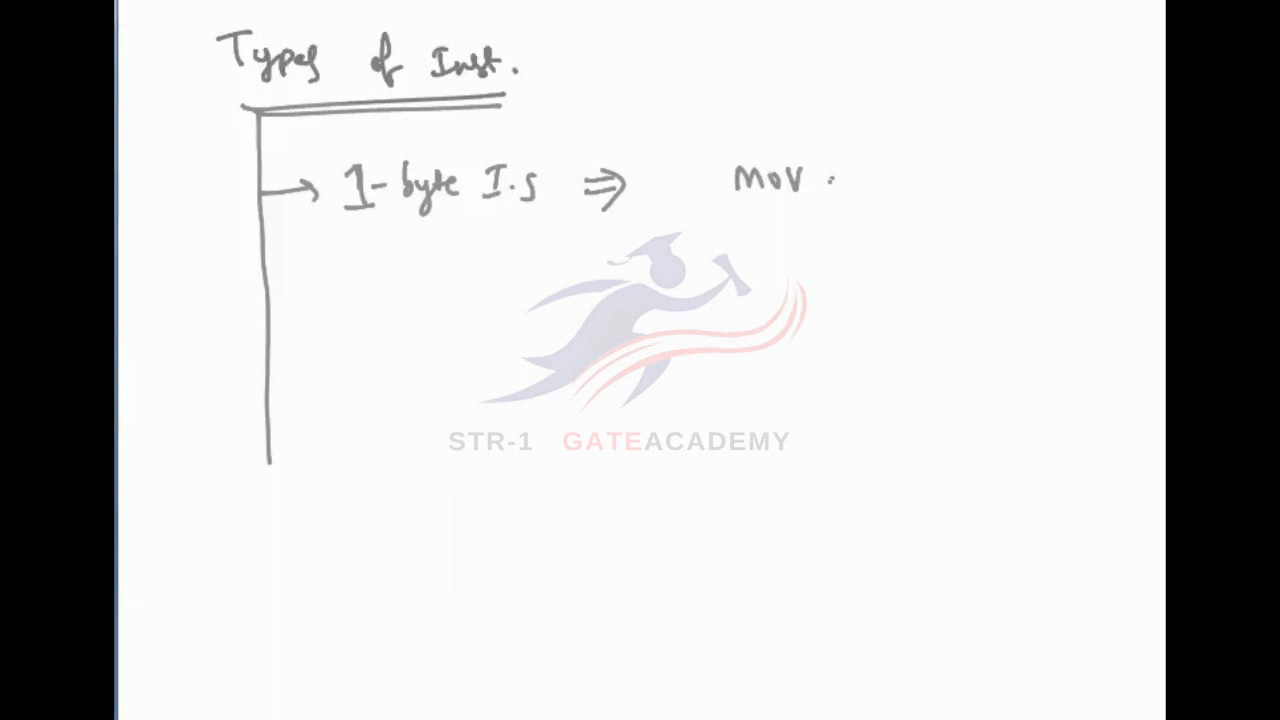 Types of Inst.
1- byte I.S ⇒ MOV .
STR-1 GATEACADEMY